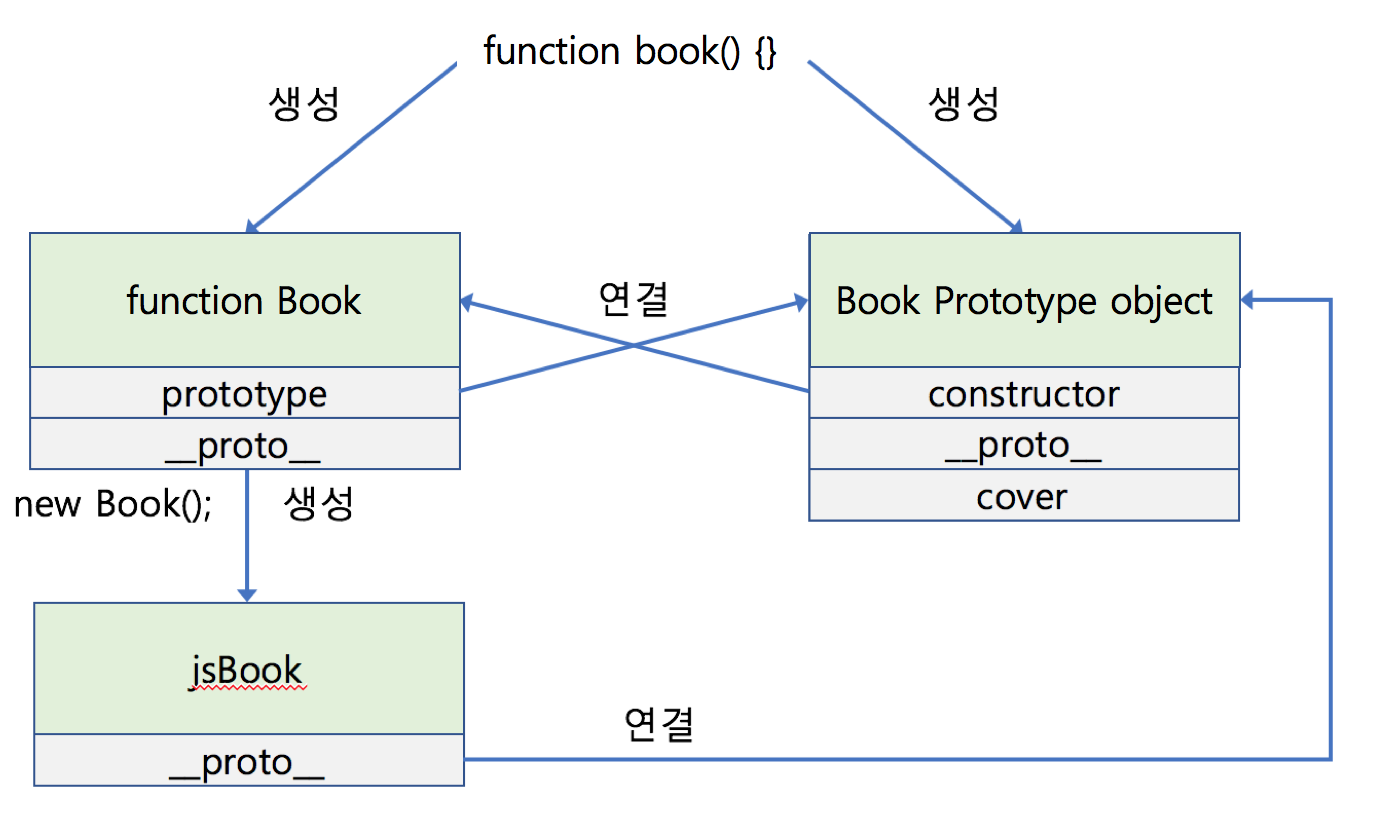 function book() {}
생성
생성
function Book
연결
Book Prototype object
prototype
constructor
__proto__
__proto__
new Book();
생성
cover
jsBook
연결
__proto__